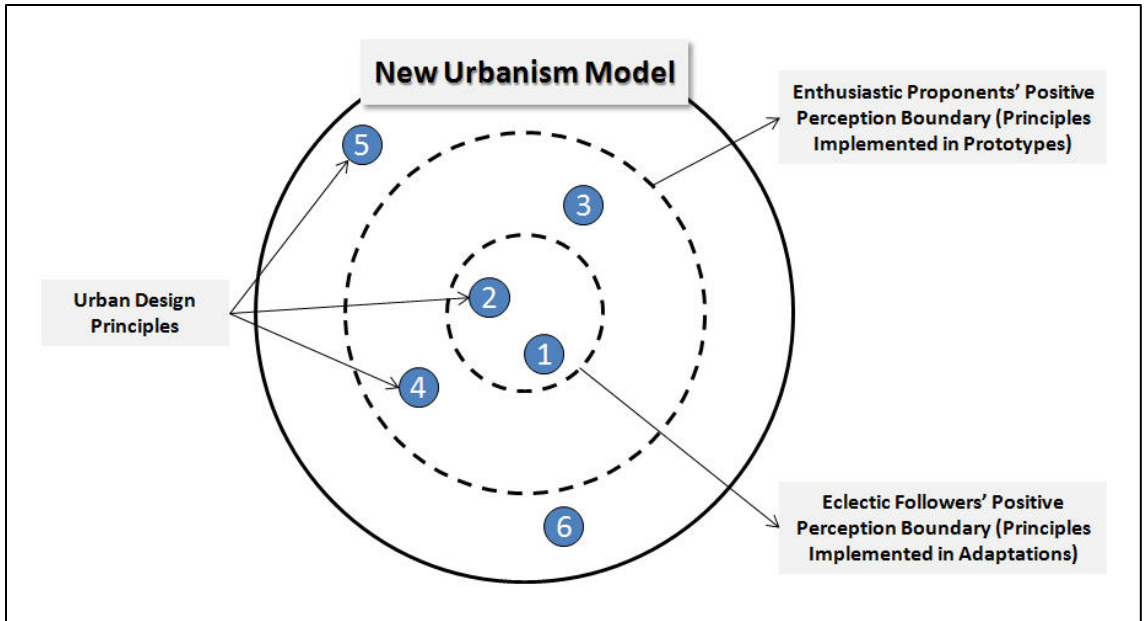 New Urbanism Model
Enthusiastic Proponents’ Positive
Perception Boundary (Principles
Implemented in Prototypes)
5
3
2
Urban Design
Principles
1
4
Eclectic Followers’ Positive
Perception Boundary (Principles
Implemented in Adaptations)
6